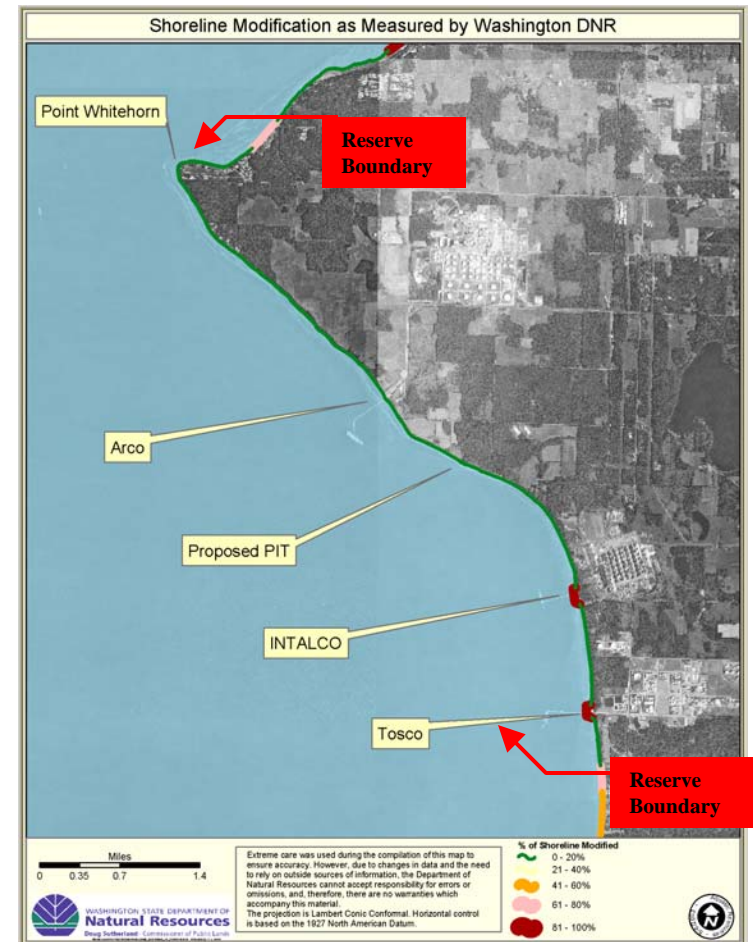 Shoreline Modification as Measured by Washington DNR
Point Whitehorn
Reserve
Boundary
Arco
Proposed PIT
INTALCO
Tosco
Reserve
Boundary
Miles
0 0.35 0.7 1.4
WASHINGTON STATE DEPARTMENT OF
Natural Resources
Doug Sutherland - Commissioner of Public Lands
Extreme care was used during the compilation of this map to
ensure accuracy. However, due to changes in data and the need
to rely on outside sources of information, the Department of
Natural Resources cannot accept responsibility for errors or
omissions, and, therefore, there are no warranties which
accompany this material.
The projection is Lambert Conic Conformal. Horizontal control
is based on the 1927 North American Datum.
% of Shoreline Modified
0 - 20%
21 - 40%
41 - 60%
61 - 80%
81 - 100%
N